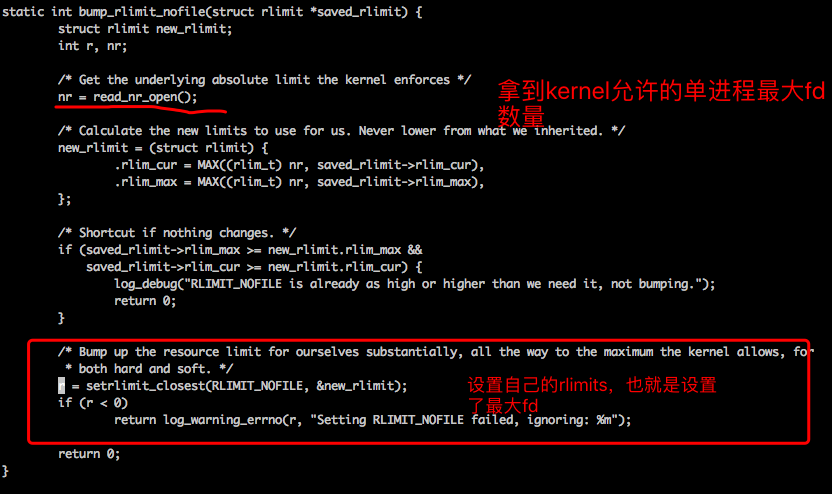 static int bump_rlimit_nofile(struct rlimit *saved_rlimit) {
struct rlimit new_rlimit;
int r, nr;
/* Get the underlying absolute limit the kernel enforces */
nr = read_nr_open();
拿到kernel允许的单进程最大fd
数量
/* Calculate the new limits to use for us. Never lower from what we inherited. */
new_rlimit = (struct rlimit) {
.rlim_cur = MAX((rlim_t) nr, saved_rlimit->rlim_cur),
.rlim_max = MAX((rlim_t) nr, saved_rlimit->rlim_max),
};
/* Shortcut if nothing changes. */
if (saved_rlimit->rlim_max >= new_rlimit.rlim_max &&
saved_rlimit->rlim_cur >= new_rlimit.rlim_cur) {
log_debug("RLIMIT_NOFILE is already as high or higher than we need it, not bumping.");
return 0;
}
/* Bump up the resource limit for ourselves substantially, all the way to the maximum the kernel allows, for
* both hard and soft. */
r = setrlimit_closest(RLIMIT_NOFILE, &new_rlimit);
设置自己的rlimits，也就是设置
了最大fd
if (r < 0)
return log_warning_errno(r, "Setting RLIMIT_NOFILE failed, ignoring: %m");
return 0;
}